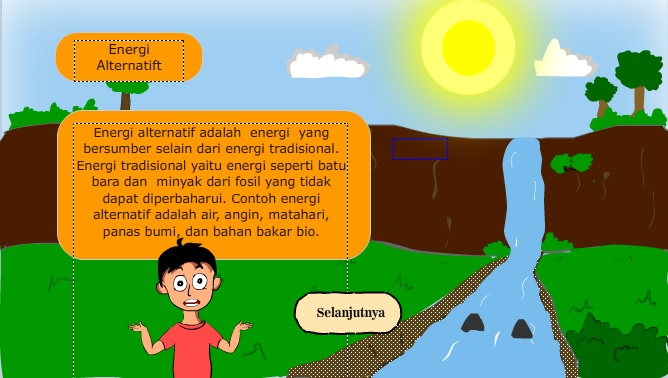 Energi
Alternatift
Energi alternatif adalah energi yang
bersumber selain dari energi tradisional.
Energi tradisional yaitu energi seperti batu
bara dan minyak dari fosil yang tidak
dapat diperbaharui. Contoh energi
alternatif adalah air, angin, matahari,
panas bumi, dan bahan bakar bio.
Selanjutnya